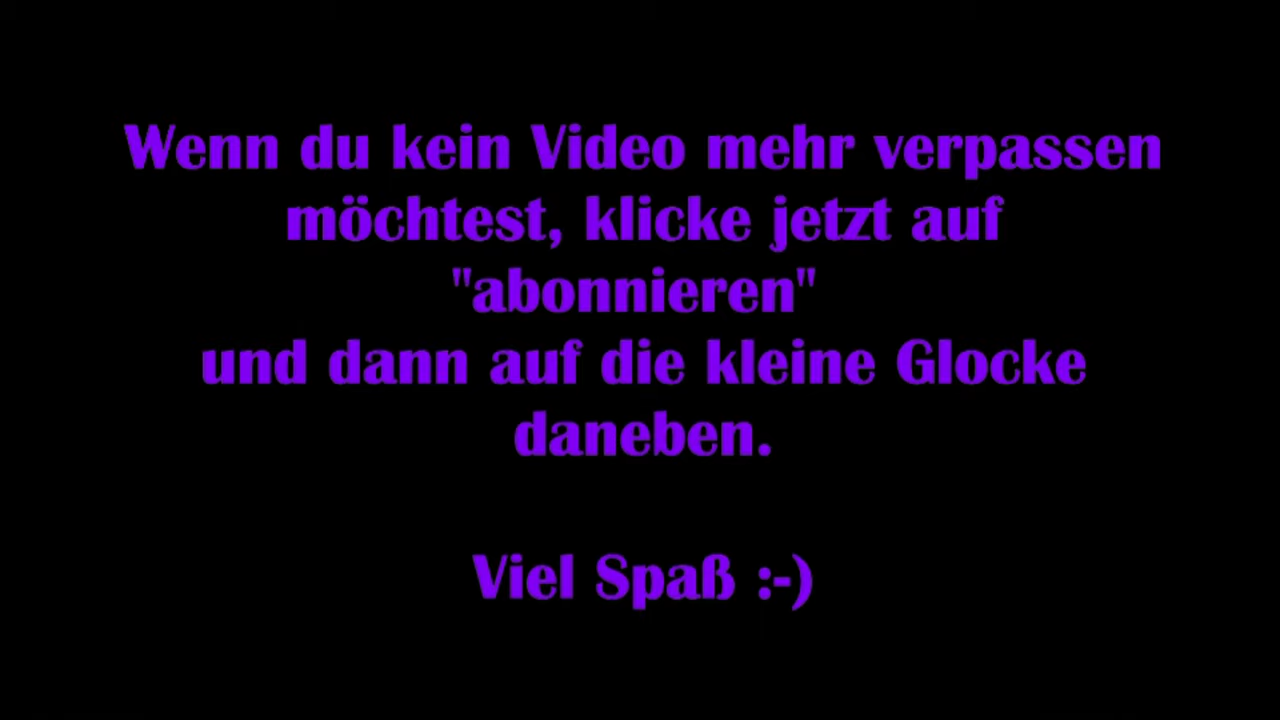 Wenn du kein Video mehr verpassen
möchtest, klicke jetzt auf
"abonnieren"
und dann auf die kleine Glocke
daneben.
Viel Spaß :-)